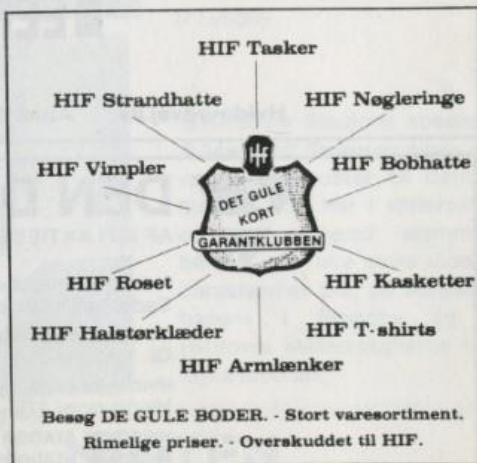 HIF Tasker
HIF Strandhatte
HIF Nøgleringe
HIF Vimpler
HIF
HIF Bobhatte
DET GULE
KORT
GARANTKLUBBEN
HIF Roset
HIF Kasketter
HIF Halstørklæder
HIF T-shirts
HIF Armlænker
Besøg DE GULE BODER. - Stort varesortiment.
Rimelige priser. - Overskuddet til HIF.